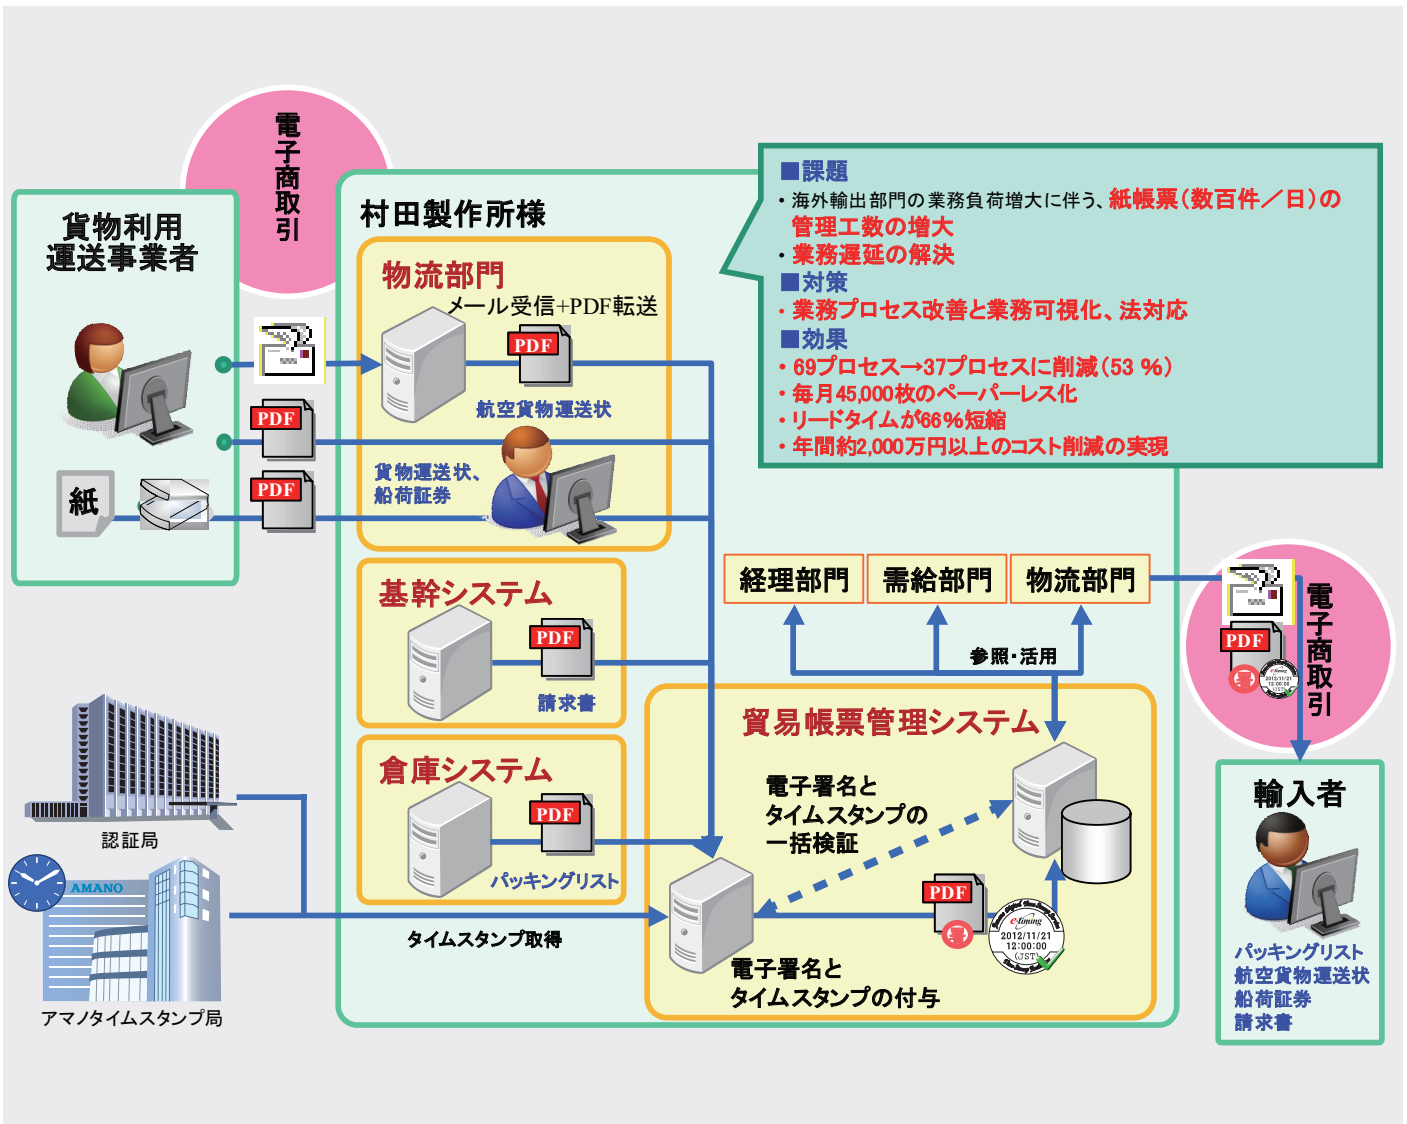 電子商取引
貨物利用
運送事業者
紙
PDF
PDF
村田製作所様
物流部門
メール受信+PDF転送
PDF
航空貨物運送状
貨物運送状、
船荷証券
基幹システム
PDF
請求書
倉庫システム
PDF
パッキングリスト
■課題
・海外輸出部門の業務負荷増大に伴う、紙帳票（数百件／日）の
管理工数の増大
・業務遅延の解決
■対策
・業務プロセス改善と業務可視化、法対応
■効果
・69プロセス→37プロセスに削減（53 %）
・毎月45,000枚のペーパーレス化
・リードタイムが66%短縮
・年間約2,000万円以上のコスト削減の実現
経理部門
需給部門
物流部門
参照・活用
貿易帳票管理システム
電子署名と
タイムスタンプの
一括検証
PDF
e-timing
2012/11/21
12:00:00
(JST)
電子署名と
タイムスタンプの付与
認証局
AMANO
アマノタイムスタンプ局
タイムスタンプ取得
電子商取引
PDF
e-timing
2012/11/21
12:00:00
(JST)
輸入者
パッキングリスト
航空貨物運送状
船荷証券
請求書